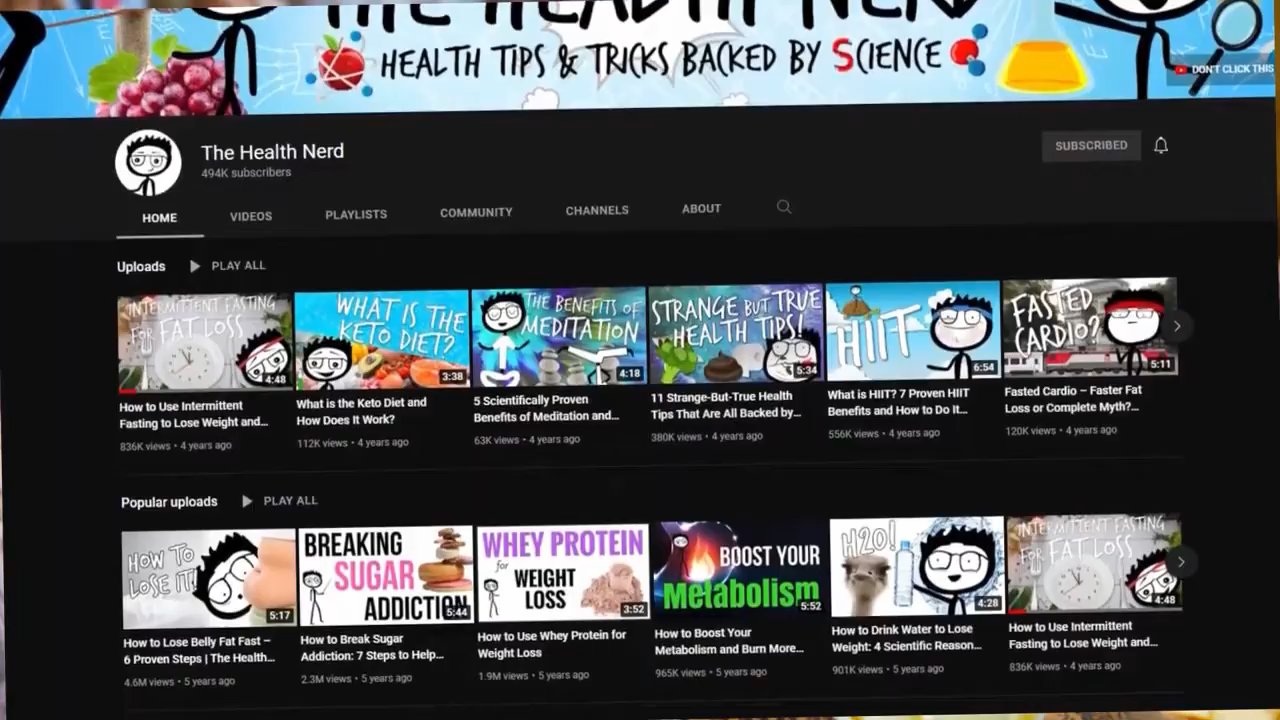 THE HEALTH NERD
HEALTH TIPS & TRICKS BACKED BY SCIENCE
DON'T CLICK THIS
The Health Nerd
494K subscribers
SUBSCRIBED
HOME VIDEOS PLAYLISTS COMMUNITY CHANNELS ABOUT
Uploads PLAY ALL
INTERMITTENT FASTING
FOR FAT LOSS
4:48
WHAT IS THE
KETO DIET?
3:38
THE BENEFITS OF
MEDITATION
4:18
STRANGE BUT TRUE
HEALTH TIPS!
5:34
HIIT
6:54
FASTED
CARDIO?
5:11
How to Use Intermittent
Fasting to Lose Weight and...
836K views • 4 years ago
What is the Keto Diet and
How Does It Work?
112K views • 4 years ago
5 Scientifically Proven
Benefits of Meditation and...
63K views • 4 years ago
11 Strange-But-True Health
Tips That Are All Backed by...
380K views • 4 years ago
What is HIIT? 7 Proven HIIT
Benefits and How to Do It...
556K views • 4 years ago
Fasted Cardio – Faster Fat
Loss or Complete Myth?...
120K views • 4 years ago
Popular uploads PLAY ALL
HOW TO
LOSE IT!
5:17
BREAKING
SUGAR
ADDICTION
5:44
WHEY PROTEIN
for
WEIGHT
LOSS
3:52
BOOST YOUR
Metabolism
5:52
H2O!
4:28
INTERMITTENT FASTING
FOR FAT LOSS
4:48
How to Lose Belly Fat Fast –
6 Proven Steps | The Health...
4.6M views • 5 years ago
How to Break Sugar
Addiction: 7 Steps to Help...
2.3M views • 5 years ago
How to Use Whey Protein for
Weight Loss
1.9M views • 5 years ago
How to Boost Your
Metabolism and Burn More...
965K views • 5 years ago
How to Drink Water to Lose
Weight: 4 Scientific Reason...
901K views • 5 years ago
How to Use Intermittent
Fasting to Lose Weight and...
836K views • 4 years ago